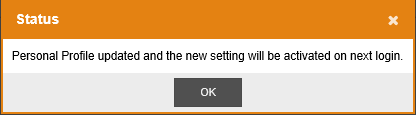 Status
Personal Profile updated and the new setting will be activated on next login.
OK